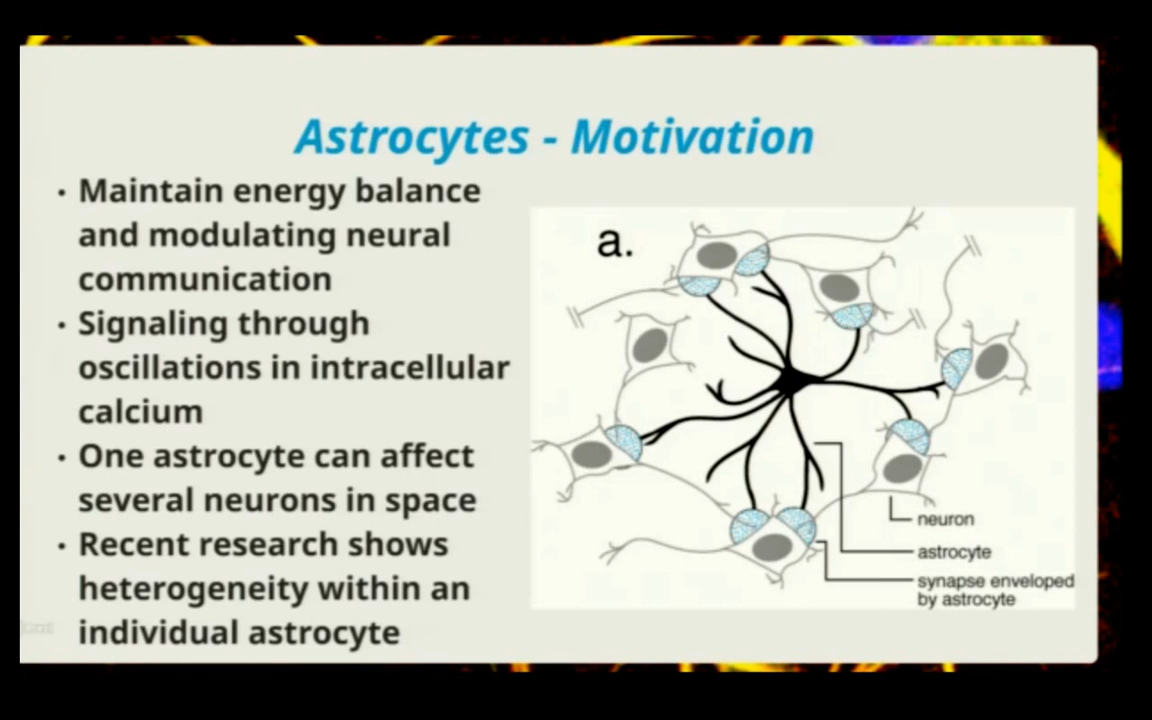 Astrocytes - Motivation
• Maintain energy balance
and modulating neural
communication
• Signaling through
oscillations in intracellular
calcium
• One astrocyte can affect
several neurons in space
• Recent research shows
heterogeneity within an
individual astrocyte
a.
neuron
astrocyte
synapse enveloped
by astrocyte